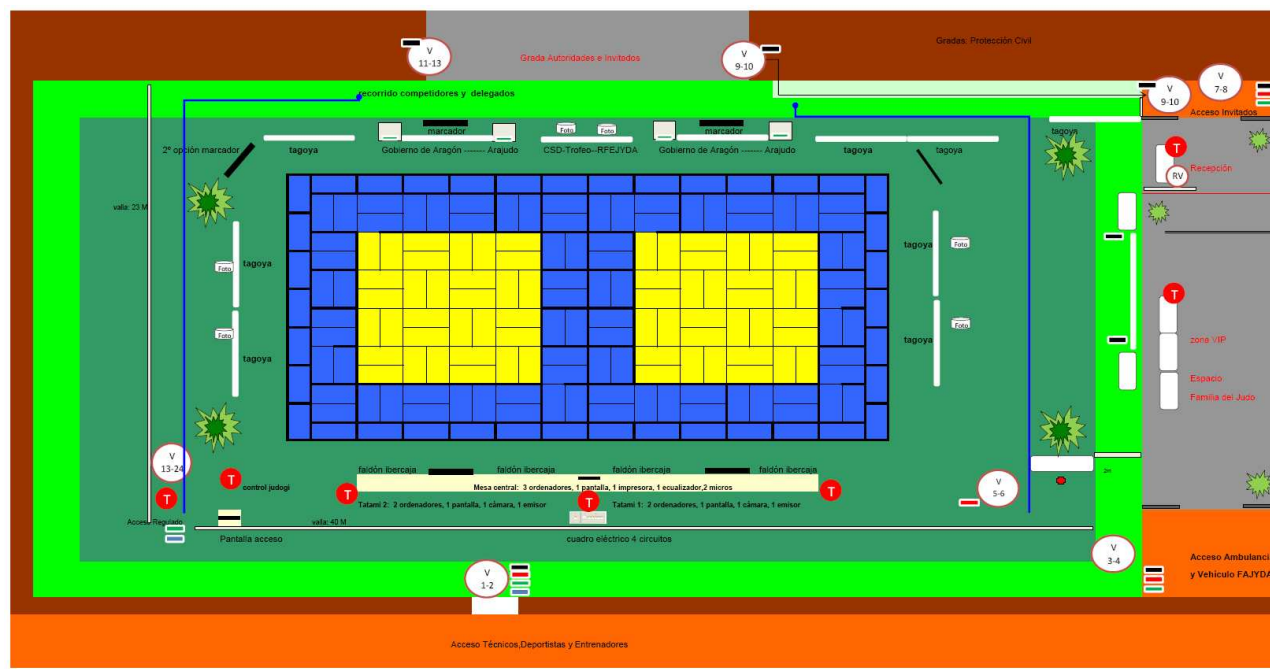 Gradas: Protección Civil
V
11-13
Grada Autoridades e Invitados
V
9-10
V
7-8
V
9-10
recorrido competidores y delegados
Acceso Invitados
marcador
Foto
Foto
marcador
tagoya
2º opción marcador
tagoya
Gobierno de Aragón ------- Arajudo
CSD-Trofeo--RFEJYDA
Gobierno de Aragón ------- Arajudo
tagoya
tagoya
T
Recepción
RV
valla: 23 M
tagoya
Foto
tagoya
Foto
T
Foto
tagoya
Foto
tagoya
zona VIP
Espacio
Familia del Judo
V
13-24
T
control judogi
faldón ibercaja
faldón ibercaja
faldón ibercaja
faldón ibercaja
Mesa central: 3 ordenadores, 1 pantalla, 1 impresora, 1 ecualizador,2 micros
T
T
T
T
Tatami 2: 2 ordenadores, 1 pantalla, 1 cámara, 1 emisor
Tatami 1: 2 ordenadores, 1 pantalla, 1 cámara, 1 emisor
V
5-6
Acceso Regulado
valla: 40 M
Pantalla acceso
cuadro eléctrico 4 circuitos
V
3-4
Acceso Ambulancia
y Vehículo FAJYDA
V
1-2
Acceso Técnicos,Deportistas y Entrenadores